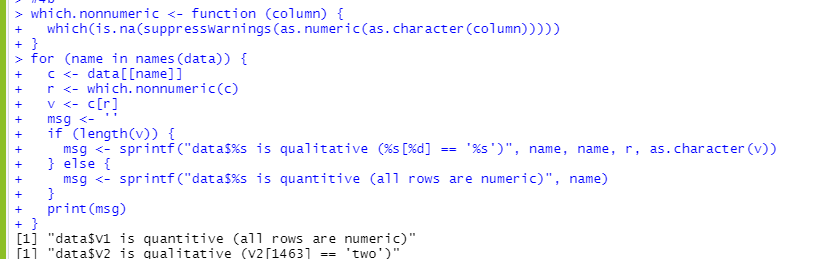 > #4b
> which.nonnumeric <- function (column) {
+   which(is.na(suppressWarnings(as.numeric(as.character(column)))))
+ }
> for (name in names(data)) {
+   c <- data[[name]]
+   r <- which.nonnumeric(c)
+   v <- c[r]
+   msg <- ''
+   if (length(v)) {
+     msg <- sprintf("data$%s is qualitative (%s[%d] == '%s')", name, name, r, as.character(v))
+   } else {
+     msg <- sprintf("data$%s is quantitive (all rows are numeric)", name)
+   }
+   print(msg)
+ }
[1] "data$V1 is quantitive (all rows are numeric)"
[1] "data$V2 is qualitative (V2[1463] == 'two')"